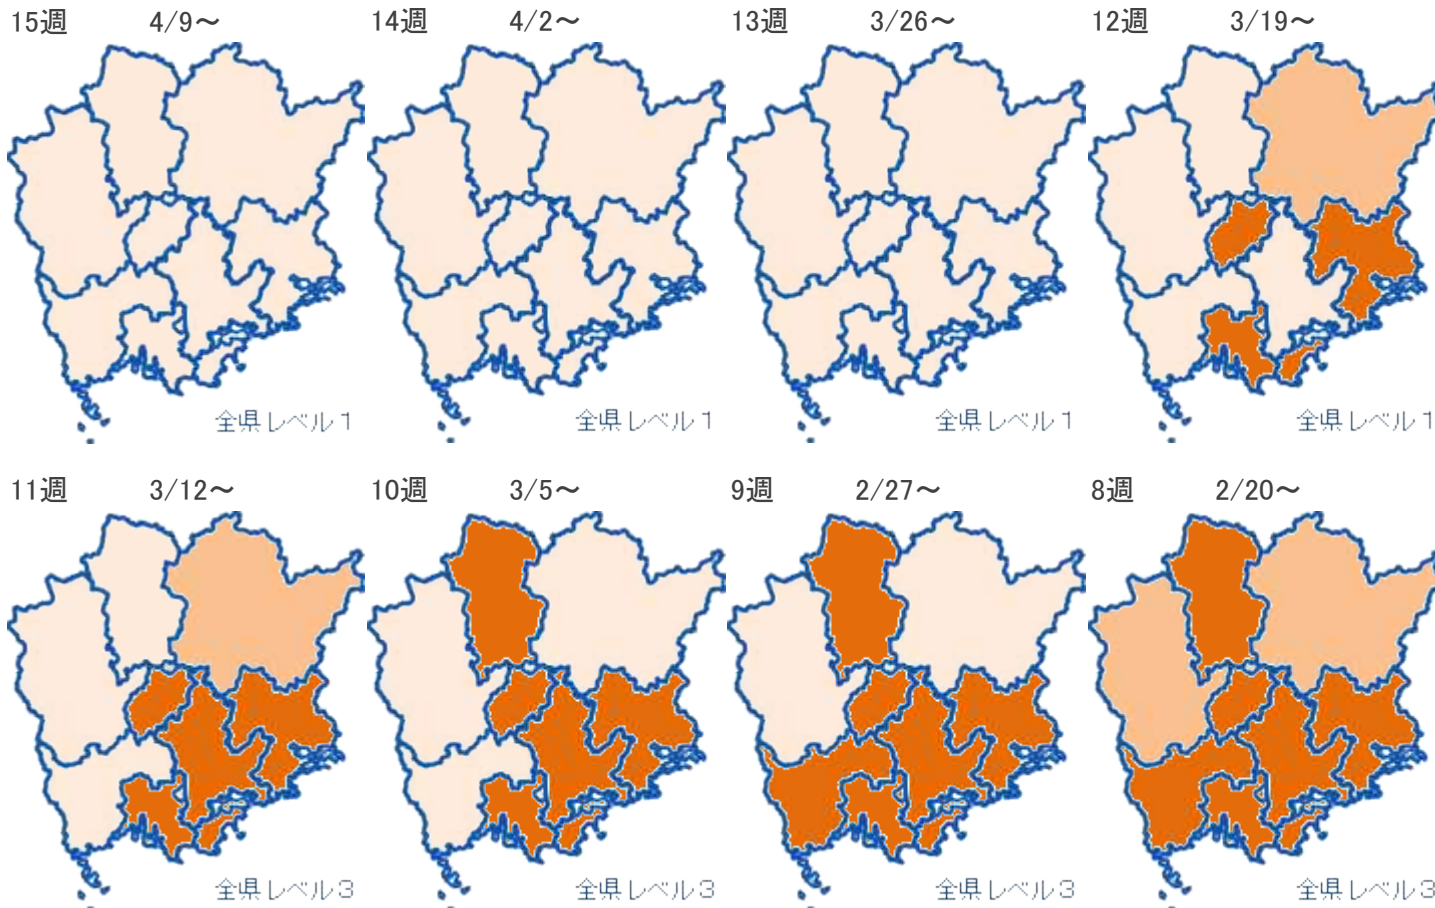 15週 4/9～ 14週 4/2～ 13週 3/26～ 12週 3/19～
全県レベル１ 全県レベル１ 全県レベル１ 全県レベル１
11週 3/12～ 10週 3/5～ 9週 2/27～ 8週 2/20～
全県レベル３ 全県レベル３ 全県レベル３ 全県レベル３